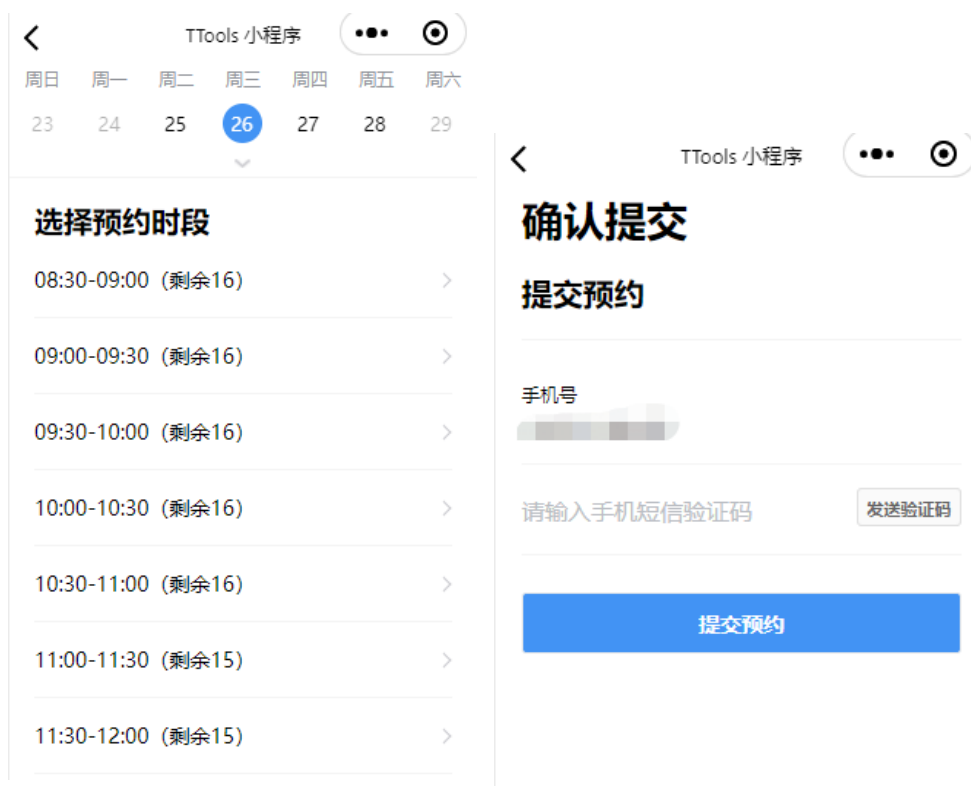 TTools 小程序
周日 周一 周二 周三 周四 周五 周六
23 24 25 26 27 28 29
选择预约时段
08:30-09:00（剩余16）
09:00-09:30（剩余16）
09:30-10:00（剩余16）
10:00-10:30（剩余16）
10:30-11:00（剩余16）
11:00-11:30（剩余15）
11:30-12:00（剩余15）
TTools 小程序
确认提交
提交预约
手机号
请输入手机短信验证码 发送验证码
提交预约